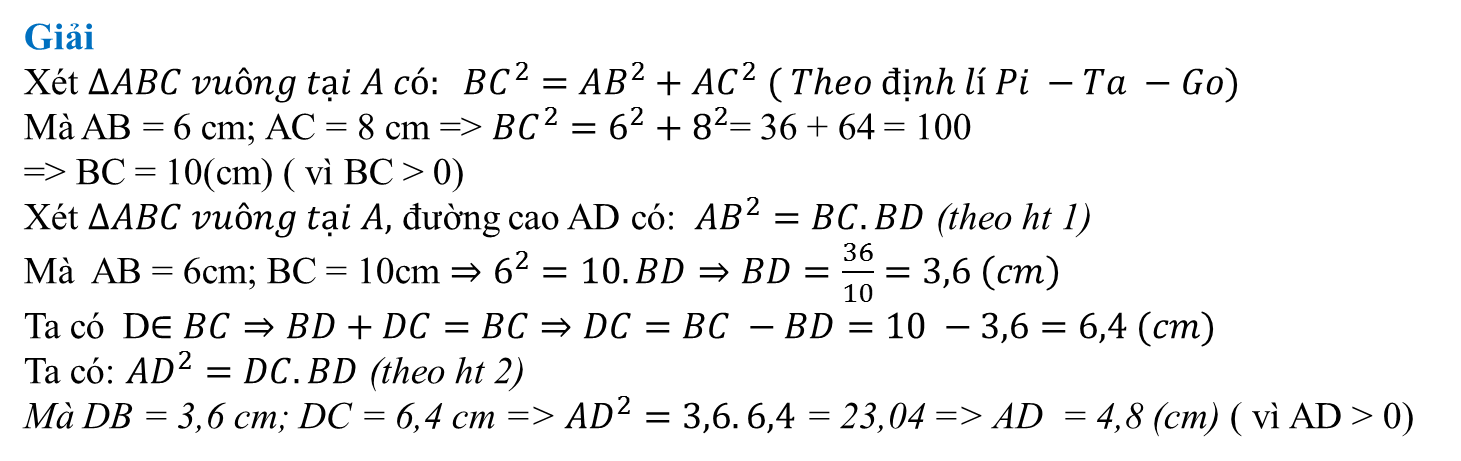 Giải
Xét ΔABC vuông tại A có: BC² = AB² + AC² ( Theo định lí Pi − Ta − Go)
Mà AB = 6 cm; AC = 8 cm => BC² = 6² + 8²= 36 + 64 = 100
=> BC = 10(cm) ( vì BC > 0)
Xét ΔABC vuông tại A, đường cao AD có: AB² = BC. BD (theo ht 1)
Mà AB = 6cm; BC = 10cm ⇒ 6² = 10. BD ⇒ BD = 36/10 = 3,6 (cm)
Ta có D∈ BC ⇒ BD + DC = BC ⇒ DC = BC − BD = 10 − 3,6 = 6,4 (cm)
Ta có: AD² = DC. BD (theo ht 2)
Mà DB = 3,6 cm; DC = 6,4 cm => AD² = 3,6. 6,4 = 23,04 => AD = 4,8 (cm) ( vì AD > 0)